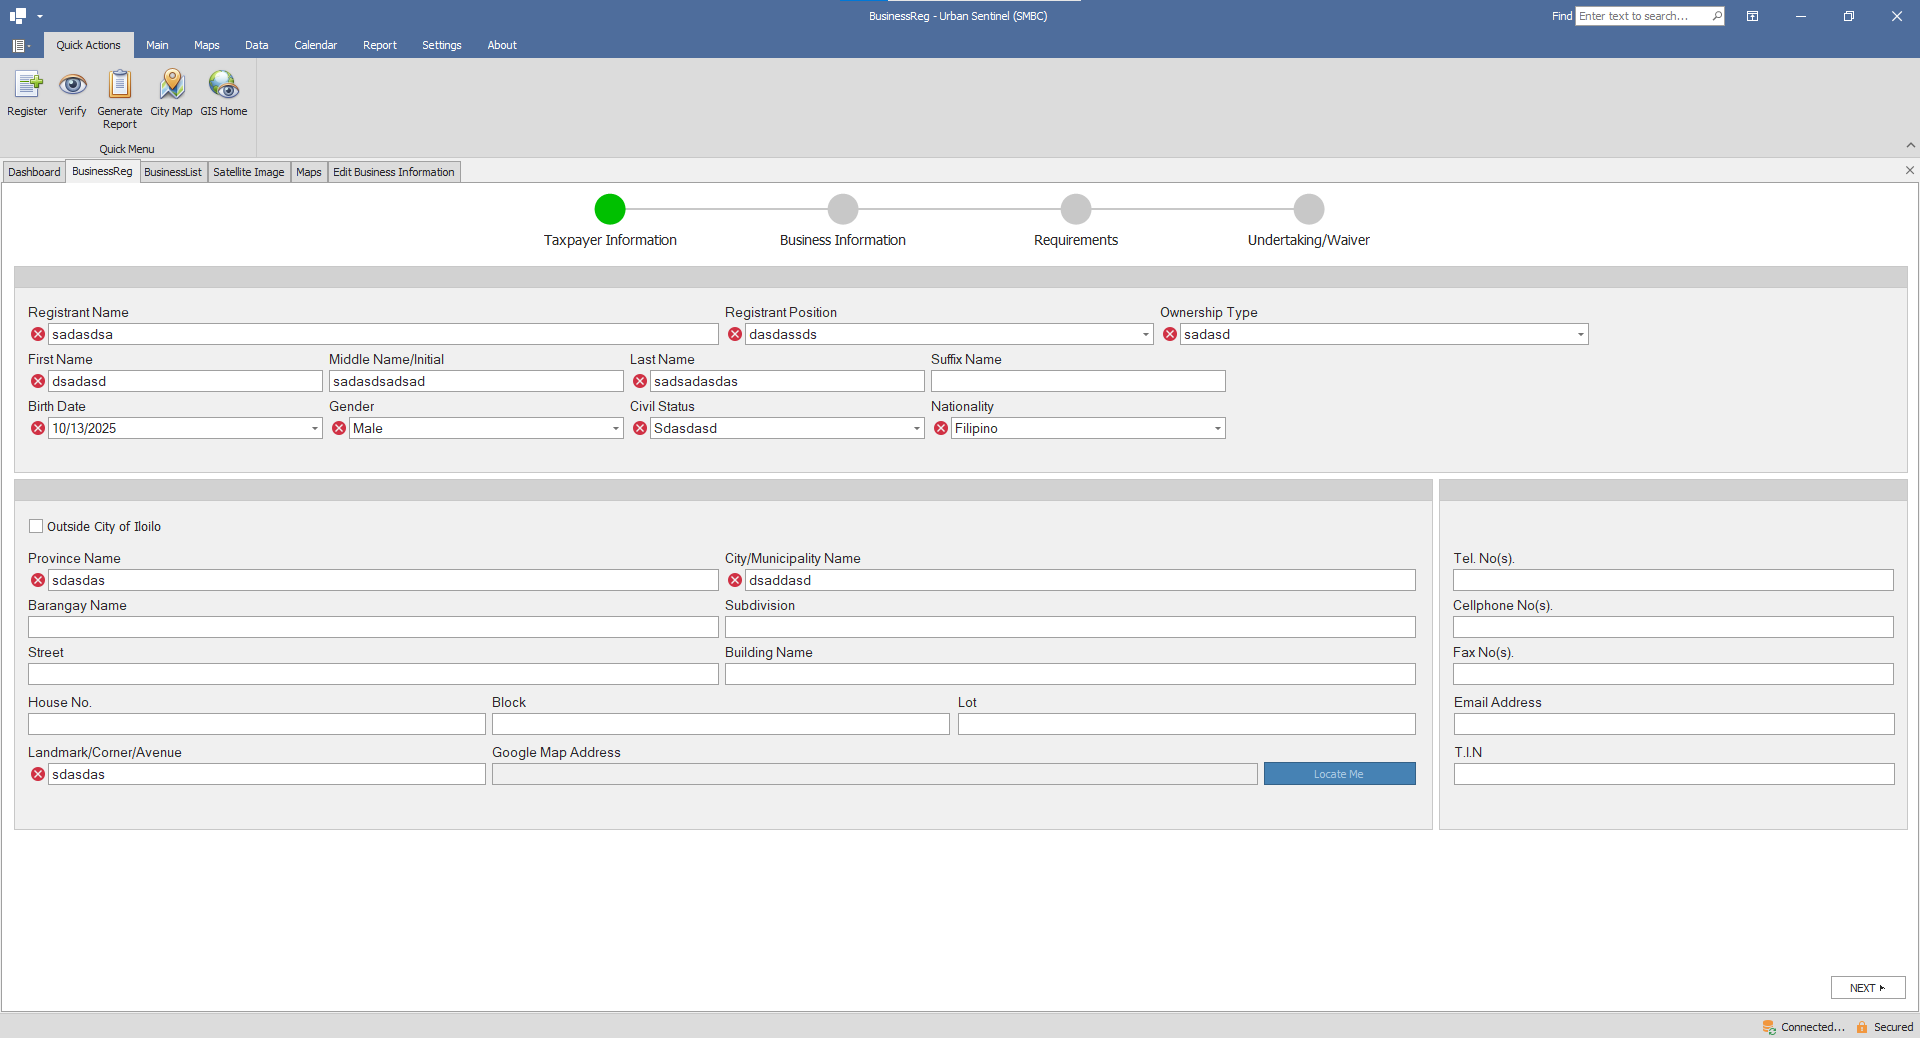 BusinessReg - Urban Sentinel (SMBC)
Find Enter text to search...
Quick Actions Main Maps Data Calendar Report Settings About
Register Verify Generate Report City Map GIS Home
Quick Menu
Dashboard BusinessReg BusinessList Satellite Image Maps Edit Business Information
Taxpayer Information Business Information Requirements Undertaking/Waiver
Registrant Name Registrant Position Ownership Type
sadasdsa dasdassds sadasd
First Name Middle Name/Initial Last Name Suffix Name
dsadasd sadasdsadsad sadsadasdas
Birth Date Gender Civil Status Nationality
10/13/2025 Male Sdasdasd Filipino
Outside City of Iloilo
Province Name City/Municipality Name Tel. No(s).
sdasdas dsaddasd
Barangay Name Subdivision Cellphone No(s).
Street Building Name Fax No(s).
House No. Block Lot Email Address
Landmark/Corner/Avenue Google Map Address T.I.N
sdasdas Locate Me
NEXT
Connected... Secured